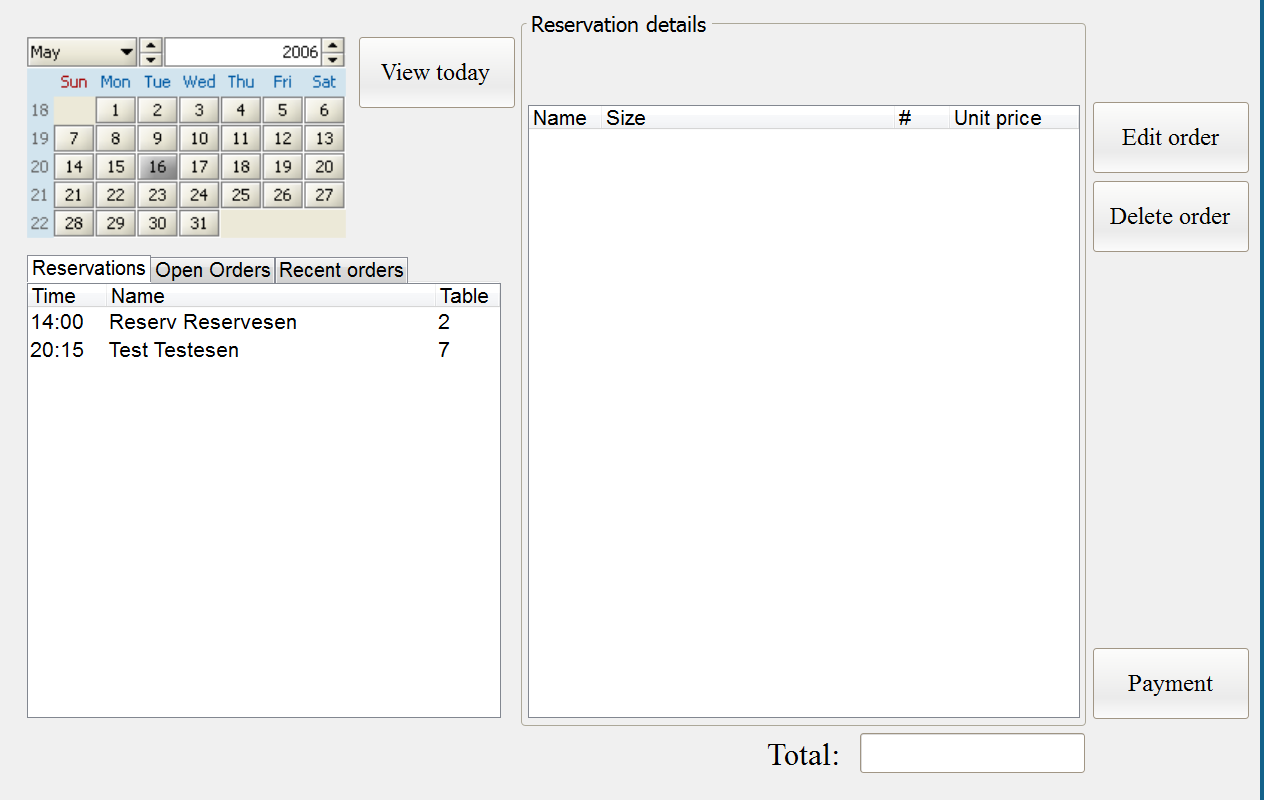 May 2006
View today
Sun Mon Tue Wed Thu Fri Sat
18 1 2 3 4 5 6
19 7 8 9 10 11 12 13
20 14 15 16 17 18 19 20
21 21 22 23 24 25 26 27
22 28 29 30 31
Reservations Open Orders Recent orders
Time Name Table
14:00 Reserv Reservesen 2
20:15 Test Testesen 7
Reservation details
Name Size # Unit price
Total:
Edit order
Delete order
Payment